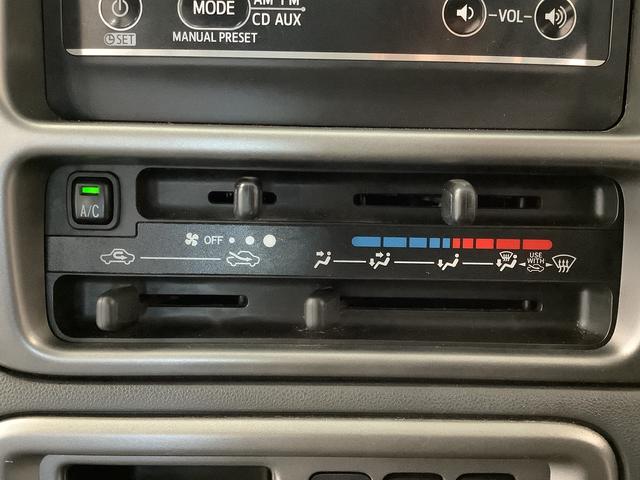 MODE
AM FM
CD AUX
SET
MANUAL PRESET
-VOL-
A/C
OFF
USE
WITH